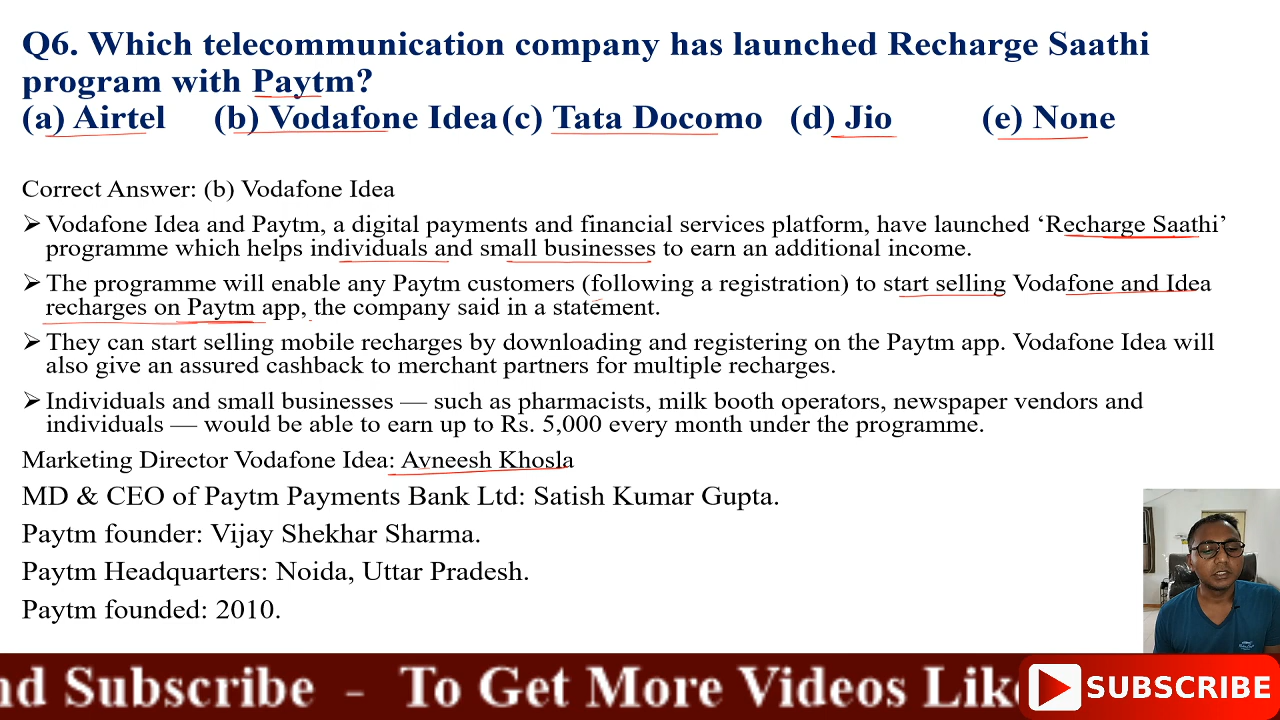 Q6. Which telecommunication company has launched Recharge Saathi
program with Paytm?
(a) Airtel (b) Vodafone Idea (c) Tata Docomo (d) Jio (e) None
Correct Answer: (b) Vodafone Idea
➢ Vodafone Idea and Paytm, a digital payments and financial services platform, have launched ‘Recharge Saathi’
programme which helps individuals and small businesses to earn an additional income.
➢ The programme will enable any Paytm customers (following a registration) to start selling Vodafone and Idea
recharges on Paytm app, the company said in a statement.
➢ They can start selling mobile recharges by downloading and registering on the Paytm app. Vodafone Idea will
also give an assured cashback to merchant partners for multiple recharges.
➢ Individuals and small businesses — such as pharmacists, milk booth operators, newspaper vendors and
individuals — would be able to earn up to Rs. 5,000 every month under the programme.
Marketing Director Vodafone Idea: Avneesh Khosla
MD & CEO of Paytm Payments Bank Ltd: Satish Kumar Gupta.
Paytm founder: Vijay Shekhar Sharma.
Paytm Headquarters: Noida, Uttar Pradesh.
Paytm founded: 2010.
nd Subscribe - To Get More Videos Like
SUBSCRIBE